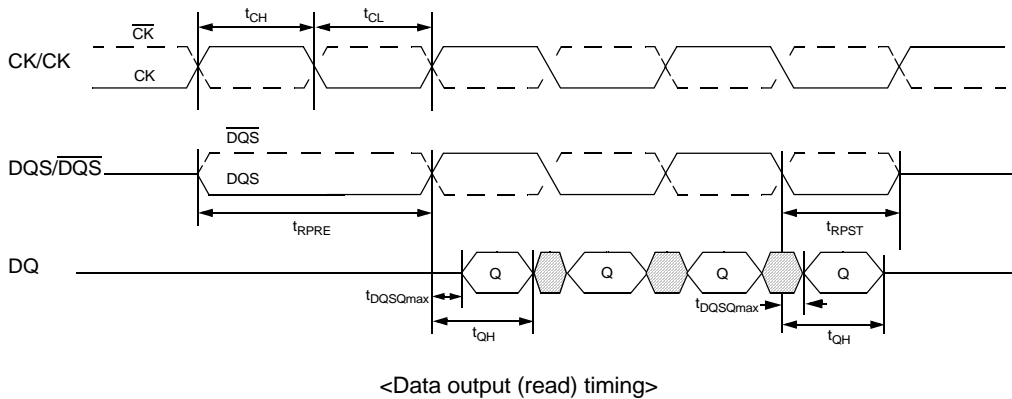 tCH tCL
CK
CK/CK
CK
DQS
DQS/DQS
DQS
tRPRE tRPST
DQ Q Q Q Q
tDQSQmax tDQSQmax
tQH tQH
<Data output (read) timing>